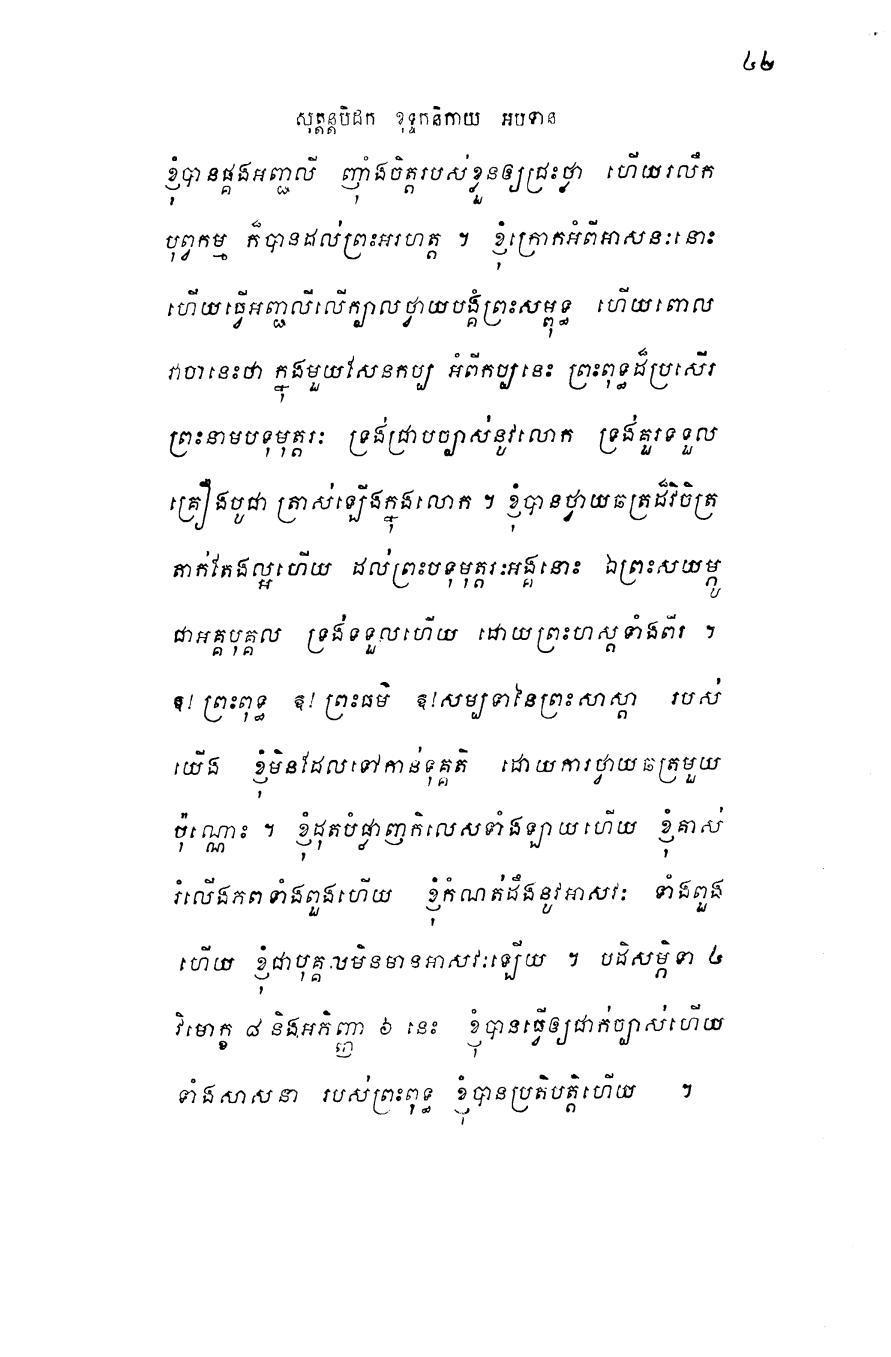 ៤២
សុត្តន្តបិដក ខុទ្ទកនិកាយ អបទាន
ខ្ញុំបានផ្គងអញ្ជលី ញ៉ាំងចិត្តរបស់ខ្លួនឲ្យជ្រះថ្លា ហើយរលឹក
បុព្វកម្ម ក៏បានដល់ព្រះអរហត្ត ។ ខ្ញុំក្រោកអំពីអាសនៈនោះ
ហើយធ្វើអញ្ជលីលើក្បាលថ្វាយបង្គំព្រះសម្ពុទ្ធ ហើយពោល
វាចានេះថា ក្នុងមួយសែនកប្ប អំពីកប្បនេះ ព្រះពុទ្ធដ៏ប្រសើរ
ព្រះនាមបទុមុត្តរៈ ទ្រង់ជ្រាបច្បាស់នូវលោក ទ្រង់គួរទទួល
គ្រឿងបូជា ត្រាស់ឡើងក្នុងលោក ។ ខ្ញុំបានថ្វាយឆត្រដ៏វិចិត្រ
តាក់តែងល្អហើយ ដល់ព្រះបទុមុត្តរៈអង្គនោះ ឯព្រះសយម្ភូ
ជាអគ្គបុគ្គល ទ្រង់ទទួលហើយ ដោយព្រះហស្តទាំងពីរ ។
ឱ! ព្រះពុទ្ធ ឱ! ព្រះធម៌ ឱ! សម្បទានៃព្រះសាស្តា របស់
យើង ខ្ញុំមិនដែលទៅកាន់ទុគ្គតិ ដោយការថ្វាយឆត្រមួយ
ប៉ុណ្ណោះ ។ ខ្ញុំដុតបំផ្លាញកិលេសទាំងឡាយហើយ ខ្ញុំគាស់
រំលើងភពទាំងពួងហើយ ខ្ញុំកំណត់ដឹងនូវអាសវៈ ទាំងពួង
ហើយ ខ្ញុំជាបុគ្គលមិនមានអាសវៈឡើយ ។ បដិសម្ភិទា ៤
វិមោក្ខ ៨ និងអភិញ្ញា ៦ នេះ ខ្ញុំបានធ្វើឲ្យជាក់ច្បាស់ហើយ
ទាំងសាសនា របស់ព្រះពុទ្ធ ខ្ញុំបានប្រតិបត្តិហើយ ។